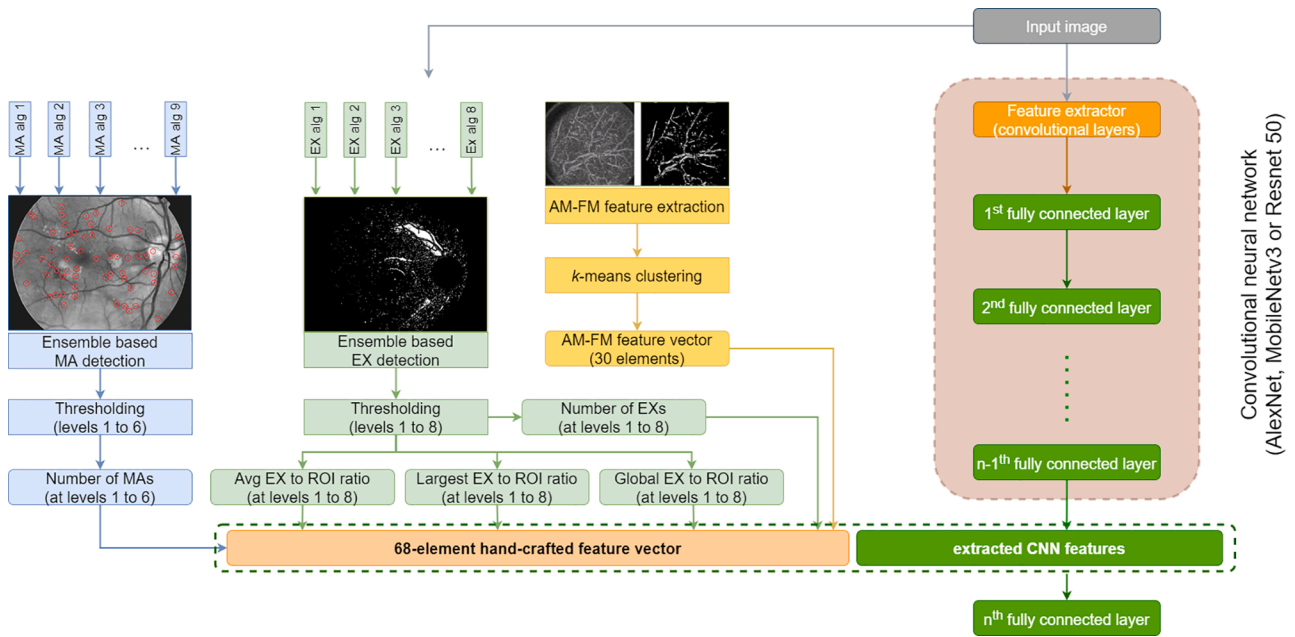 Input image
MA alg 1
MA alg 2
MA alg 3
...
MA alg 9
EX alg 1
EX alg 2
EX alg 3
...
Ex alg 8
Feature extractor
(convolutional layers)
AM-FM feature extraction
1st fully connected layer
k-means clustering
2nd fully connected layer
Ensemble based
MA detection
Ensemble based
EX detection
AM-FM feature vector
(30 elements)
Thresholding
(levels 1 to 6)
Thresholding
(levels 1 to 8)
Number of EXs
(at levels 1 to 8)
Number of MAs
(at levels 1 to 6)
Avg EX to ROI ratio
(at levels 1 to 8)
Largest EX to ROI ratio
(at levels 1 to 8)
Global EX to ROI ratio
(at levels 1 to 8)
n-1th fully connected layer
Convolutional neural network
(AlexNet, MobileNetv3 or Resnet 50)
68-element hand-crafted feature vector
extracted CNN features
nth fully connected layer